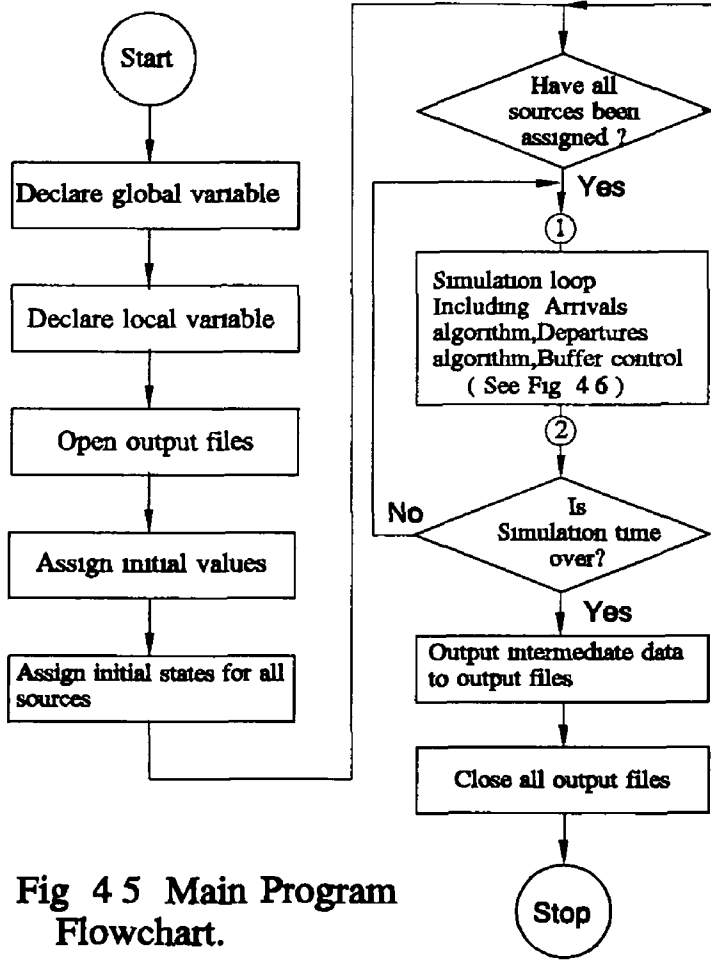 Start
Declare global variable
Declare local variable
Open output files
Assign initial values
Assign initial states for all
sources
Have all
sources been
assigned ?
Yes
1
Simulation loop
Including Arrivals
algorithm,Departures
algorithm,Buffer control
( See Fig 4 6 )
2
No
Is
Simulation time
over?
Yes
Output intermediate data
to output files
Close all output files
Stop
Fig 4 5 Main Program
Flowchart.